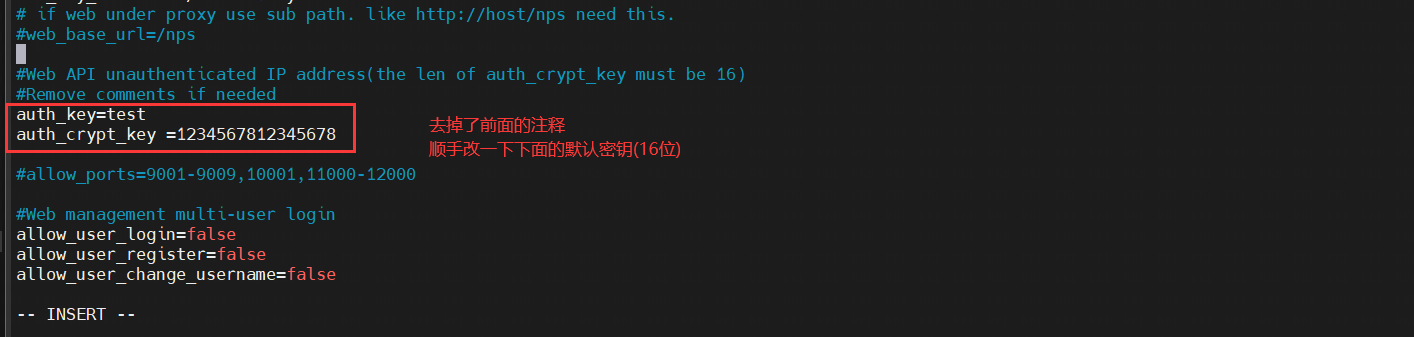 # if web under proxy use sub path. like http://host/nps need this.
#web_base_url=/nps
#Web API unauthenticated IP address(the len of auth_crypt_key must be 16)
#Remove comments if needed
auth_key=test
auth_crypt_key =1234567812345678
去掉了前面的注释
顺手改一下下面的默认密钥(16位)
#allow_ports=9001-9009,10001,11000-12000
#Web management multi-user login
allow_user_login=false
allow_user_register=false
allow_user_change_username=false
-- INSERT --